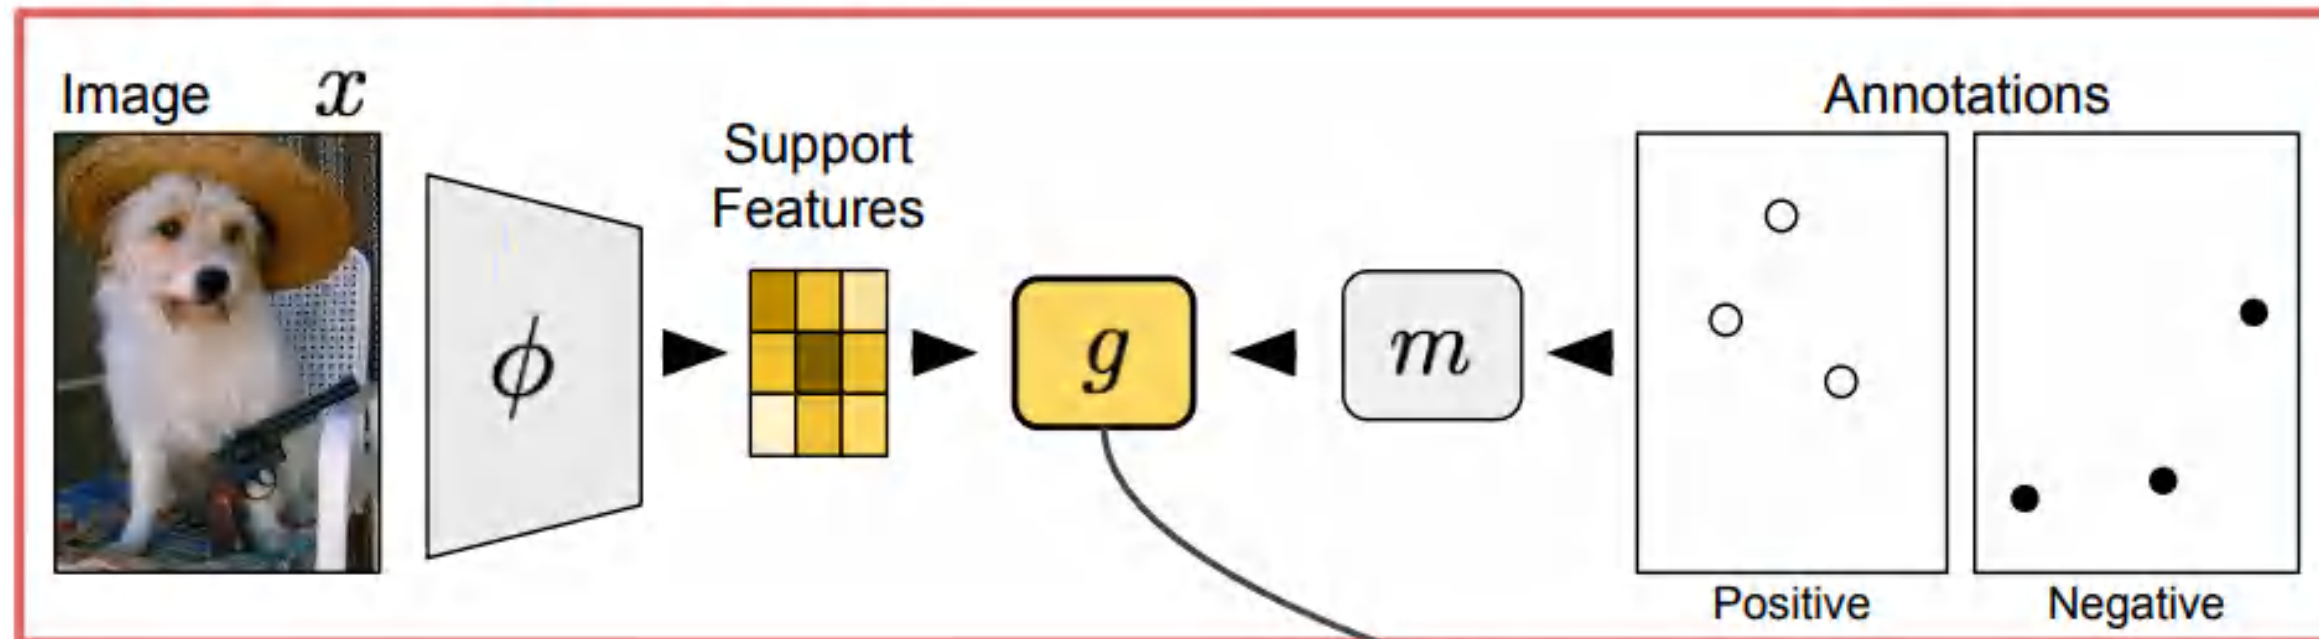 Image x
Annotations
Support
Features
ϕ
g
m
Positive
Negative